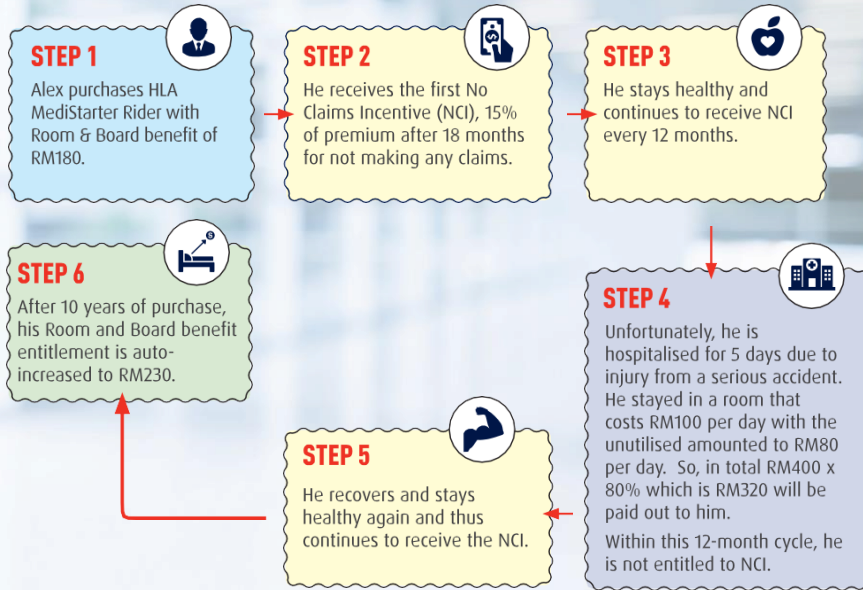 STEP 1
Alex purchases HLA
MediStarter Rider with
Room & Board benefit of
RM180.
STEP 2
He receives the first No
Claims Incentive (NCI), 15%
of premium after 18 months
for not making any claims.
STEP 3
He stays healthy and
continues to receive NCI
every 12 months.
STEP 4
Unfortunately, he is
hospitalised for 5 days due to
injury from a serious accident.
He stayed in a room that
costs RM100 per day with the
unutilised amounted to RM80
per day. So, in total RM400 x
80% which is RM320 will be
paid out to him.
Within this 12-month cycle, he
is not entitled to NCI.
STEP 5
He recovers and stays
healthy again and thus
continues to receive the NCI.
STEP 6
After 10 years of purchase,
his Room and Board benefit
entitlement is auto-
increased to RM230.